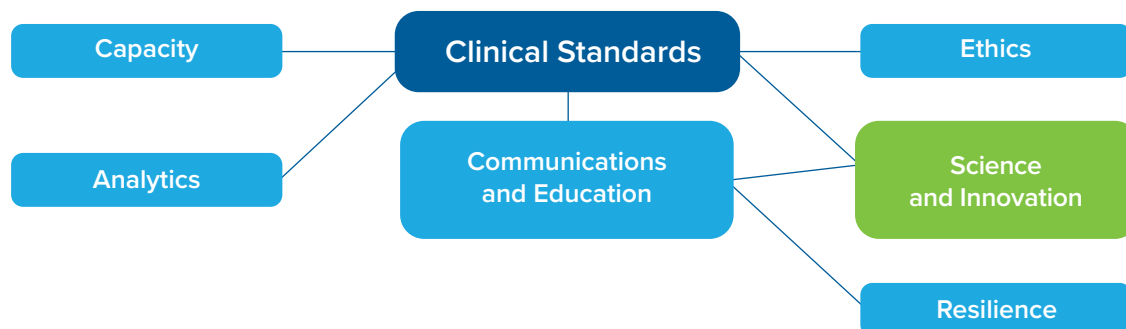 Capacity
Clinical Standards
Ethics
Analytics
Communications
and Education
Science
and Innovation
Resilience